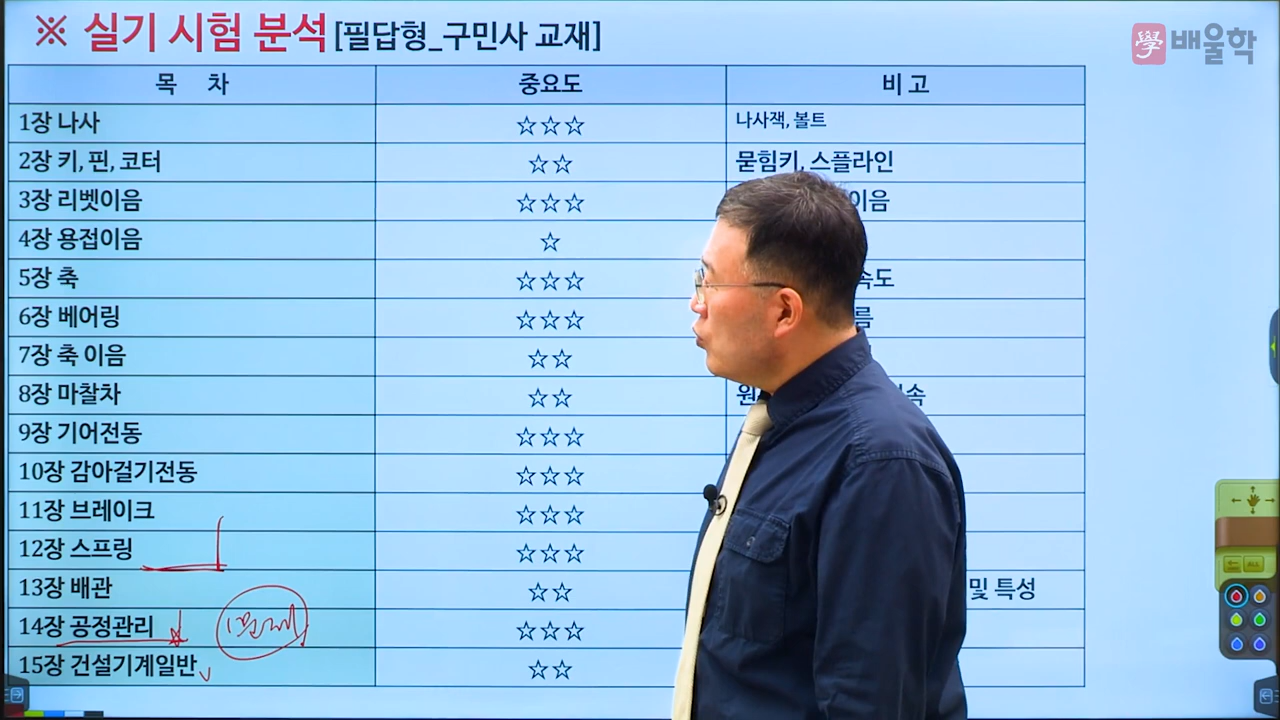 ※ 실기 시험 분석[필답형_구민사 교재]
學 배울학
목 차 중요도 비 고
1장 나사 ☆☆☆ 나사잭, 볼트
2장 키, 핀, 코터 ☆☆ 묻힘키, 스플라인
3장 리벳이음 ☆☆☆ 이음
4장 용접이음 ☆
5장 축 ☆☆☆ 속도
6장 베어링 ☆☆☆
7장 축 이음 ☆☆
8장 마찰차 ☆☆ 원
9장 기어전동 ☆☆☆
10장 감아걸기전동 ☆☆☆
11장 브레이크 ☆☆☆
12장 스프링 ☆☆☆
13장 배관 ☆☆ 및 특성
14장 공정관리 ☆☆☆
15장 건설기계일반 ☆☆
ALL